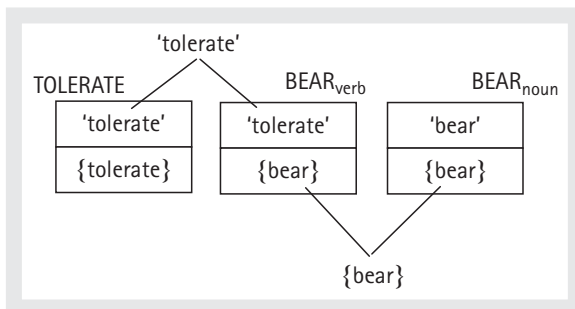 ‘tolerate’
TOLERATE BEARverb BEARnoun
‘tolerate’ ‘tolerate’ ‘bear’
{tolerate} {bear} {bear}
{bear}